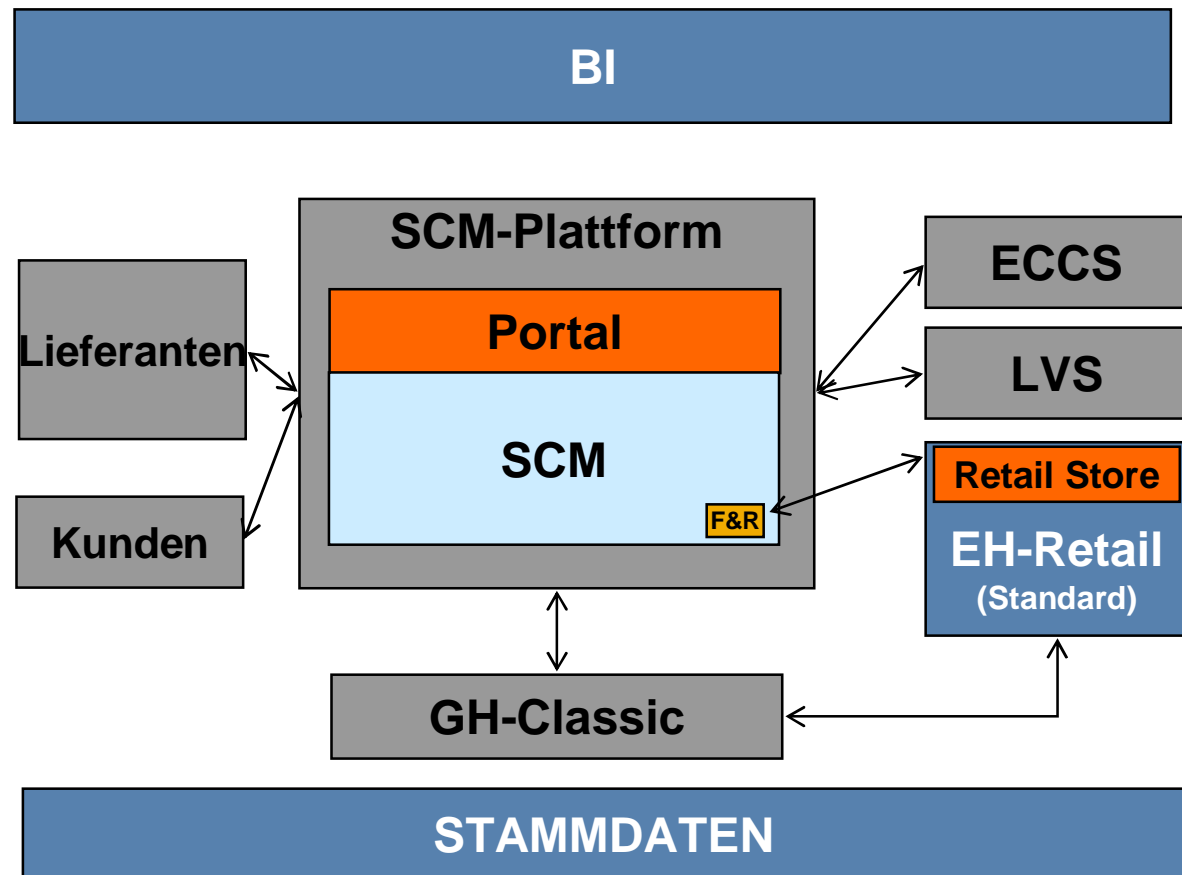 BI
SCM-Plattform
Portal
SCM
F&R
Lieferanten
Kunden
ECCS
LVS
Retail Store
EH-Retail
(Standard)
GH-Classic
STAMMDATEN